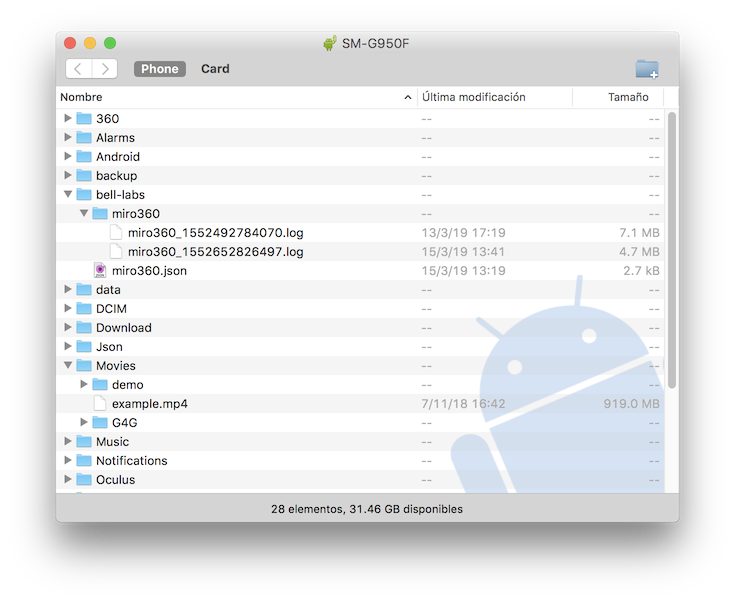 SM-G950F
Phone Card
Nombre Última modificación Tamaño
360 -- --
Alarms -- --
Android -- --
backup -- --
bell-labs -- --
miro360 -- --
miro360_1552492784070.log 13/3/19 17:19 7.1 MB
miro360_1552652826497.log 15/3/19 13:41 4.7 MB
miro360.json 15/3/19 13:19 2.7 kB
data -- --
DCIM -- --
Download -- --
Json -- --
Movies -- --
demo -- --
example.mp4 7/11/18 16:42 919.0 MB
G4G -- --
Music -- --
Notifications -- --
Oculus -- --
28 elementos, 31.46 GB disponibles